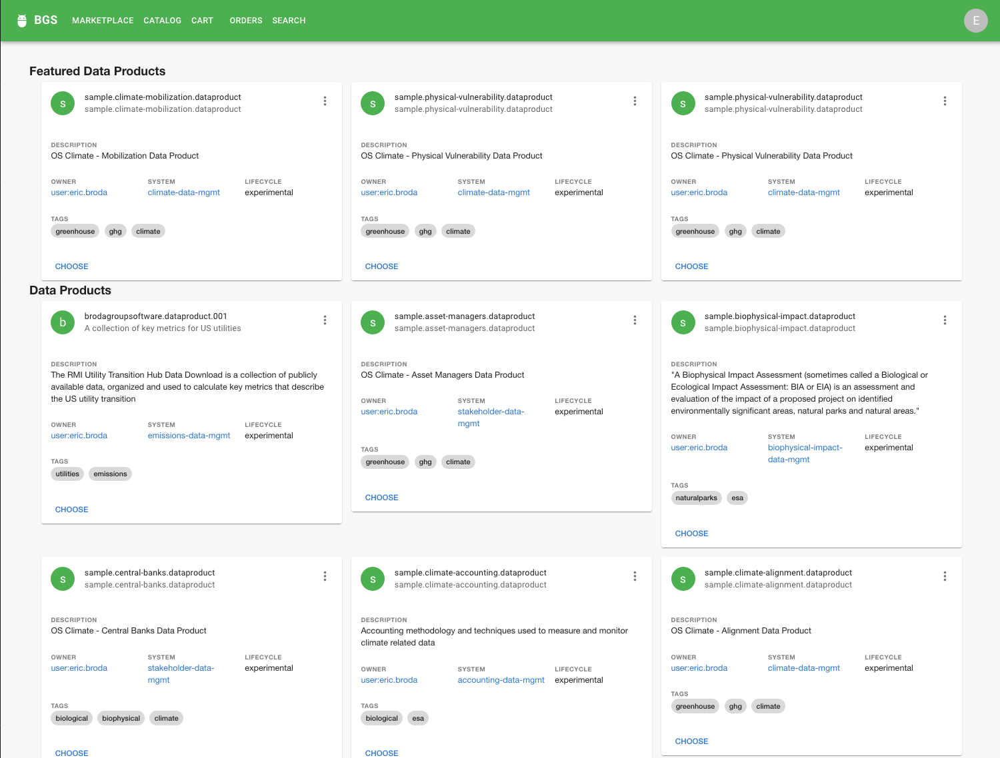 BGS MARKETPLACE CATALOG CART ORDERS SEARCH E
Featured Data Products
s
sample.climate-mobilization.dataproduct
sample.climate-mobilization.dataproduct
DESCRIPTION
OS Climate - Mobilization Data Product
OWNER SYSTEM LIFECYCLE
user:eric.broda climate-data-mgmt experimental
TAGS
greenhouse ghg climate
CHOOSE
s
sample.physical-vulnerability.dataproduct
sample.physical-vulnerability.dataproduct
DESCRIPTION
OS Climate - Physical Vulnerability Data Product
OWNER SYSTEM LIFECYCLE
user:eric.broda climate-data-mgmt experimental
TAGS
greenhouse ghg climate
CHOOSE
s
sample.physical-vulnerability.dataproduct
sample.physical-vulnerability.dataproduct
DESCRIPTION
OS Climate - Physical Vulnerability Data Product
OWNER SYSTEM LIFECYCLE
user:eric.broda climate-data-mgmt experimental
TAGS
greenhouse ghg climate
CHOOSE
Data Products
b
brodagroupsoftware.dataproduct.001
A collection of key metrics for US utilities
DESCRIPTION
The RMI Utility Transition Hub Data Download is a collection of publicly
available data, organized and used to calculate key metrics that describe
the US utility transition
OWNER SYSTEM LIFECYCLE
user:eric.broda emissions-data-mgmt experimental
TAGS
utilities emissions
CHOOSE
s
sample.asset-managers.dataproduct
sample.asset-managers.dataproduct
DESCRIPTION
OS Climate - Asset Managers Data Product
OWNER SYSTEM LIFECYCLE
user:eric.broda stakeholder-data- experimental
mgmt
TAGS
greenhouse ghg climate
CHOOSE
s
sample.biophysical-impact.dataproduct
sample.biophysical-impact.dataproduct
DESCRIPTION
"A Biophysical Impact Assessment (sometimes called a Biological or
Ecological Impact Assessment: BIA or EIA) is an assessment and
evaluation of the impact of a proposed project on identified
environmentally significant areas, natural parks and natural areas."
OWNER SYSTEM LIFECYCLE
user:eric.broda biophysical-impact- experimental
data-mgmt
TAGS
naturalparks esa
CHOOSE
s
sample.central-banks.dataproduct
sample.central-banks.dataproduct
DESCRIPTION
OS Climate - Central Banks Data Product
OWNER SYSTEM LIFECYCLE
user:eric.broda stakeholder-data- experimental
mgmt
TAGS
biological biophysical climate
CHOOSE
s
sample.climate-accounting.dataproduct
sample.climate-accounting.dataproduct
DESCRIPTION
Accounting methodology and techniques used to measure and monitor
climate related data
OWNER SYSTEM LIFECYCLE
user:eric.broda accounting-data-mgmt experimental
TAGS
biological esa
CHOOSE
s
sample.climate-alignment.dataproduct
sample.climate-alignment.dataproduct
DESCRIPTION
OS Climate - Alignment Data Product
OWNER SYSTEM LIFECYCLE
user:eric.broda climate-data-mgmt experimental
TAGS
greenhouse ghg climate
CHOOSE